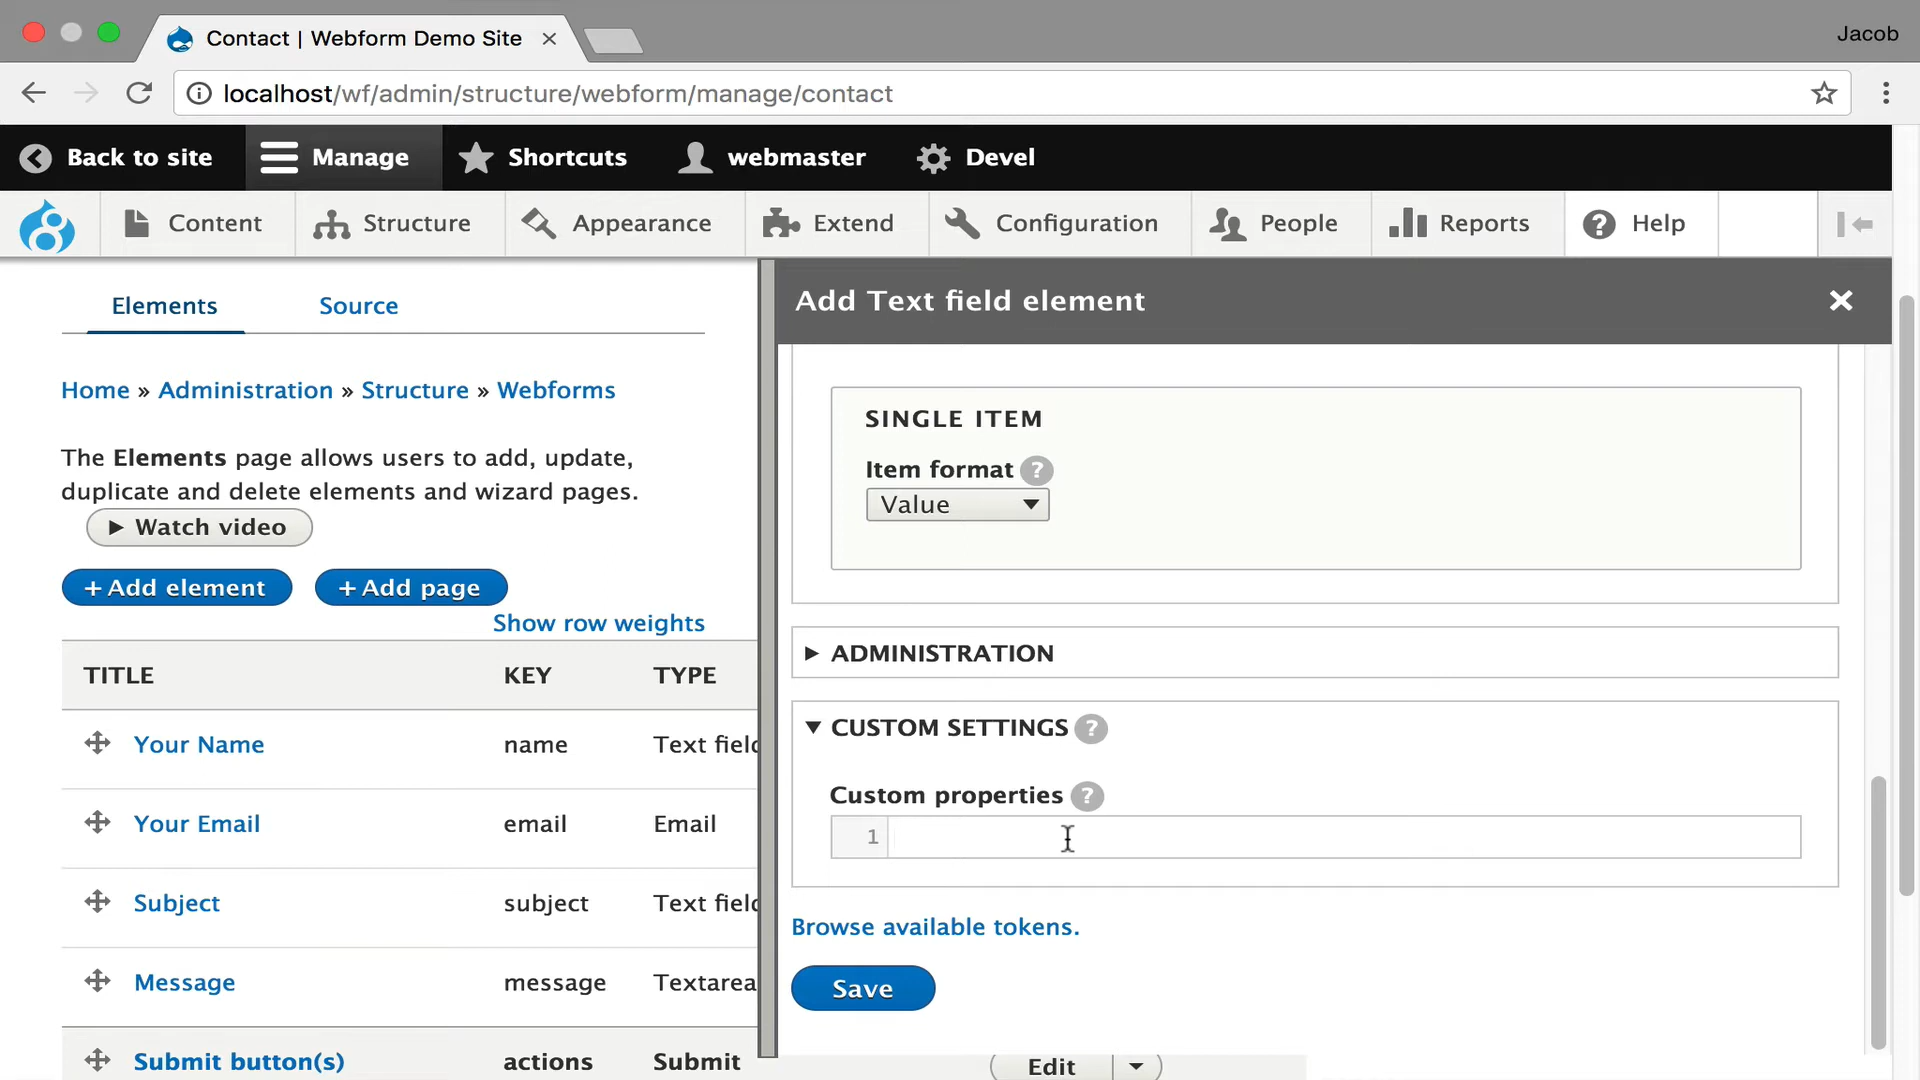 Contact | Webform Demo Site
Jacob
localhost/wf/admin/structure/webform/manage/contact
Back to site
Manage
Shortcuts
webmaster
Devel
Content
Structure
Appearance
Extend
Configuration
People
Reports
Help
Elements
Source
Home » Administration » Structure » Webforms
The Elements page allows users to add, update,
duplicate and delete elements and wizard pages.
Watch video
+ Add element
+ Add page
Show row weights
TITLE KEY TYPE
Your Name name Text field
Your Email email Email
Subject subject Text field
Message message Textarea
Submit button(s) actions Submit
Add Text field element
SINGLE ITEM
Item format ?
Value
ADMINISTRATION
CUSTOM SETTINGS ?
Custom properties ?
1
Browse available tokens.
Save
Edit